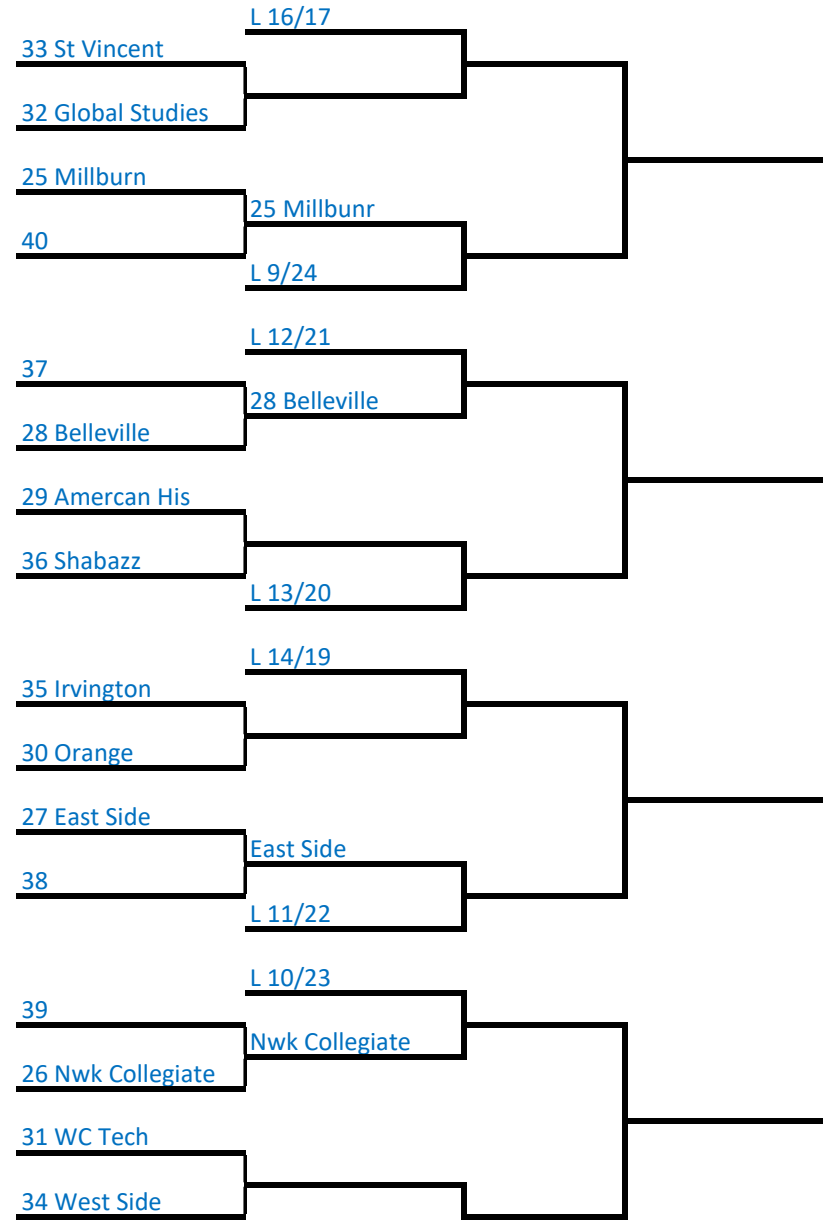 L 16/17
33 St Vincent
32 Global Studies
25 Millburn
25 Millbunr
40
L 9/24
L 12/21
37
28 Belleville
28 Belleville
29 Amercan His
36 Shabazz
L 13/20
L 14/19
35 Irvington
30 Orange
27 East Side
East Side
38
L 11/22
L 10/23
39
Nwk Collegiate
26 Nwk Collegiate
31 WC Tech
34 West Side